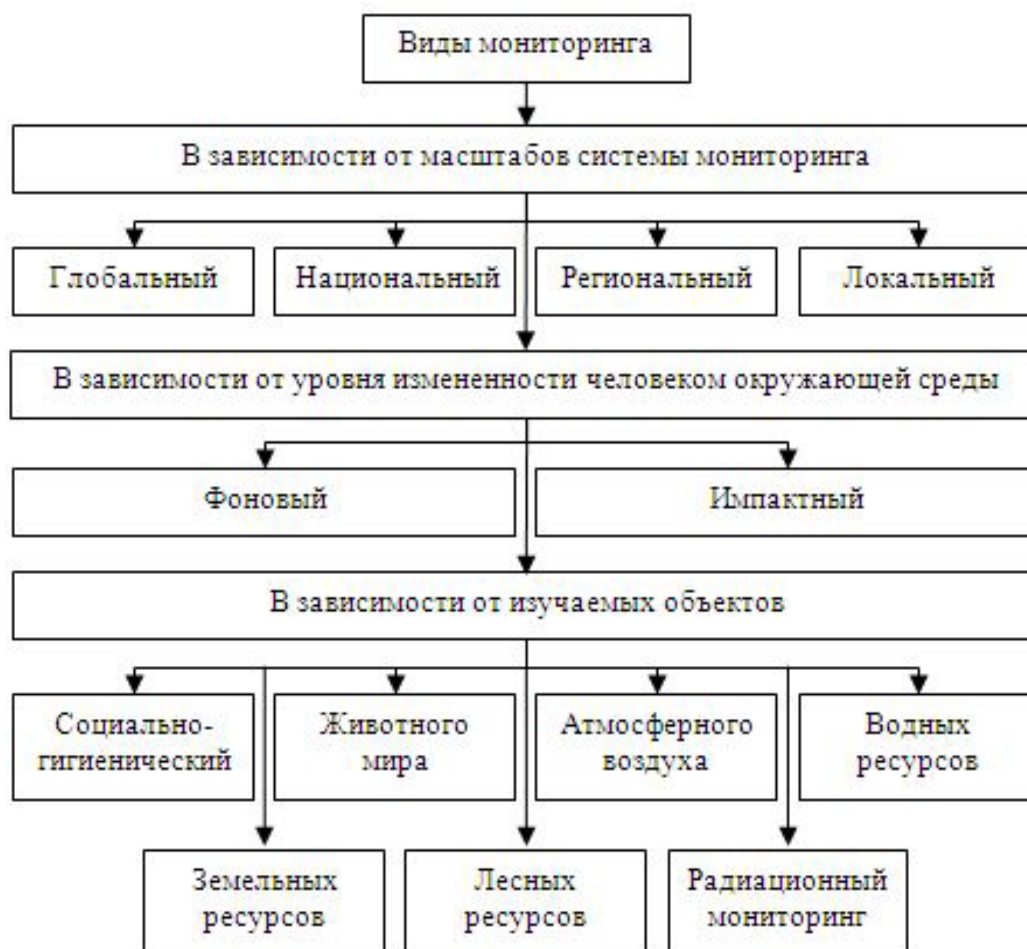 Виды мониторинга
В зависимости от масштабов системы мониторинга
Глобальный
Национальный
Региональный
Локальный
В зависимости от уровня измененности человеком окружающей среды
Фоновый
Импактный
В зависимости от изучаемых объектов
Социально-
гигиенический
Животного
мира
Атмосферного
воздуха
Водных
ресурсов
Земельных
ресурсов
Лесных
ресурсов
Радиационный
мониторинг